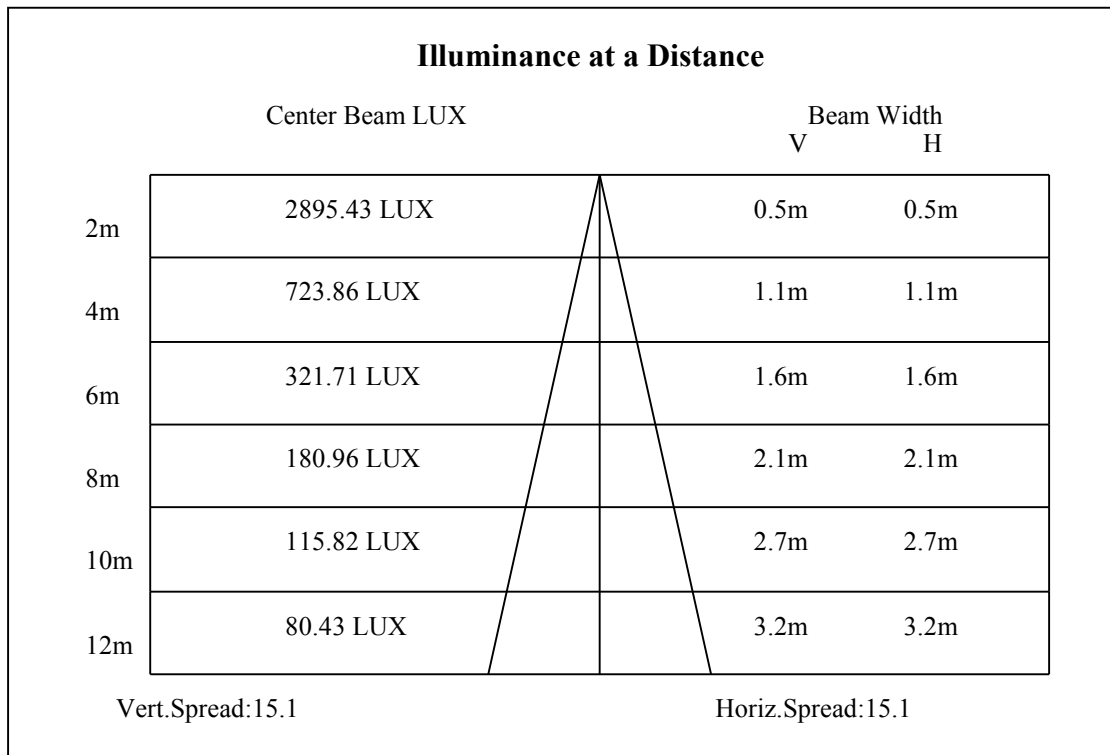 Illuminance at a Distance
Center Beam LUX Beam Width
V H
2m 2895.43 LUX 0.5m 0.5m
4m 723.86 LUX 1.1m 1.1m
6m 321.71 LUX 1.6m 1.6m
8m 180.96 LUX 2.1m 2.1m
10m 115.82 LUX 2.7m 2.7m
12m 80.43 LUX 3.2m 3.2m
Vert.Spread:15.1 Horiz.Spread:15.1